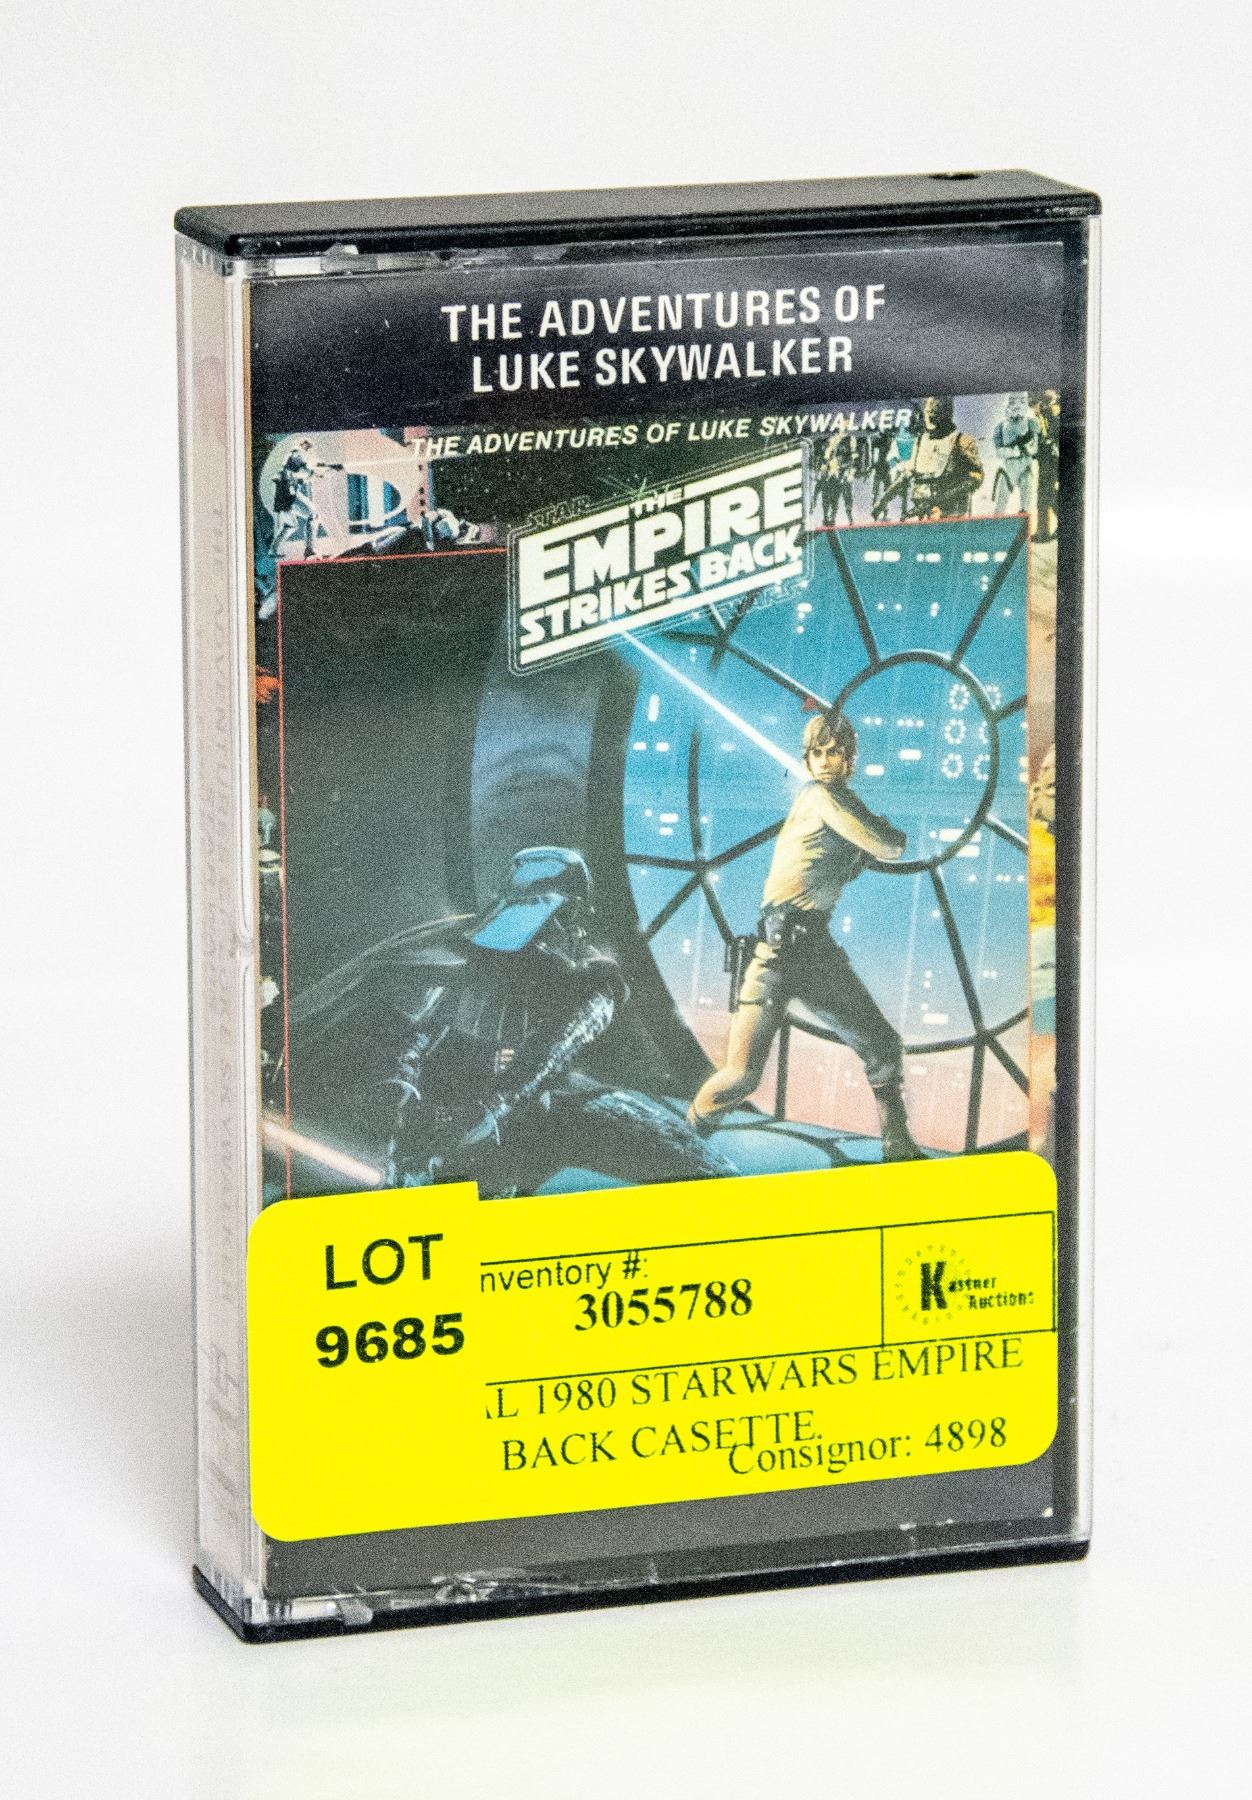 THE ADVENTURES OF
LUKE SKYWALKER
THE ADVENTURES OF LUKE SKYWALKER
STAR
THE
EMPIRE
STRIKES BACK
WARS
LOT
9685
nventory #:
3055788
Kastner
Auctions
L 1980 STARWARS EMPIRE
BACK CASETTE.
Consignor: 4898